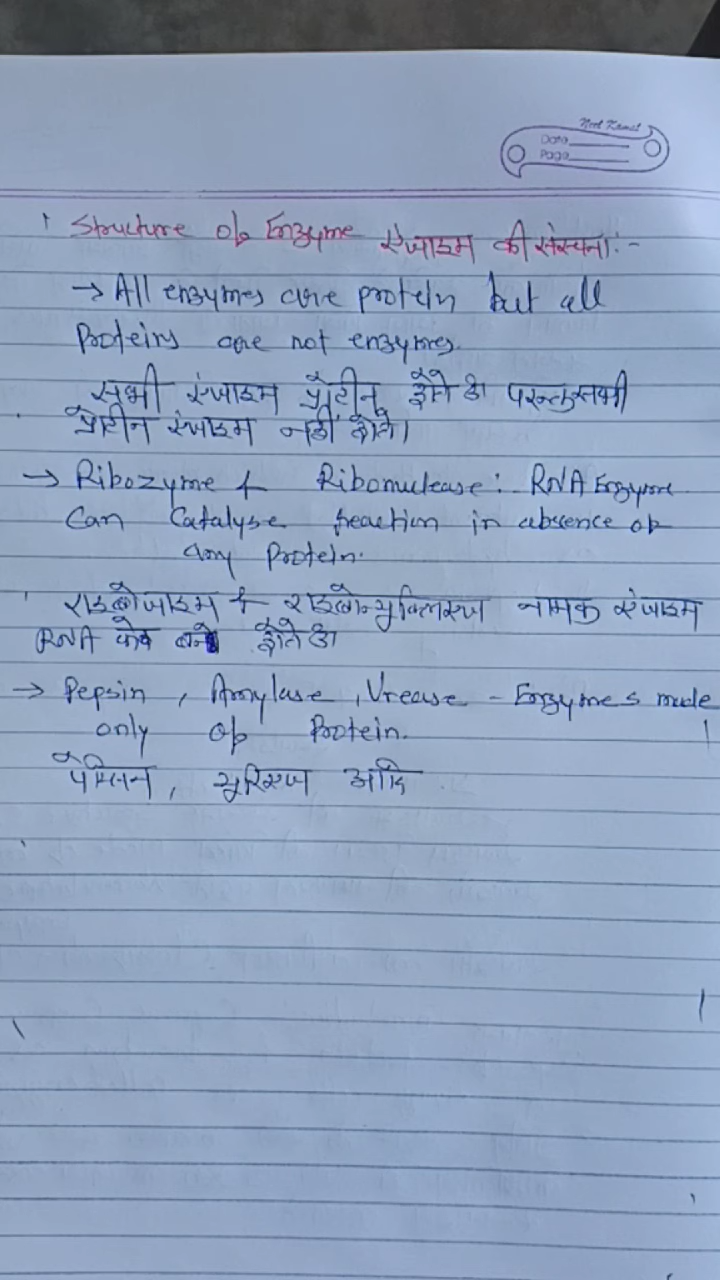 Neel Kamal
Date
Page
Structure of Enzyme एंजाइम की संरचना:-
→ All enzymes are protein but all
Proteins are not enzymes.
सभी एंजाइम प्रोटीन होते है परन्तु सभी
प्रोटीन एंजाइम नही होते।
→ Ribozyme & Ribonuclease: RNA Enzyme
Can Catalyse reaction in absence of
any Protein.
राइबोजाइम & राइबोन्युक्लिएज नामक एंजाइम
RNA के बने होते है
→ Pepsin, Amylase, Urease - Enzymes made
only of Protein.
पैप्सिन, यूरिएज आदि